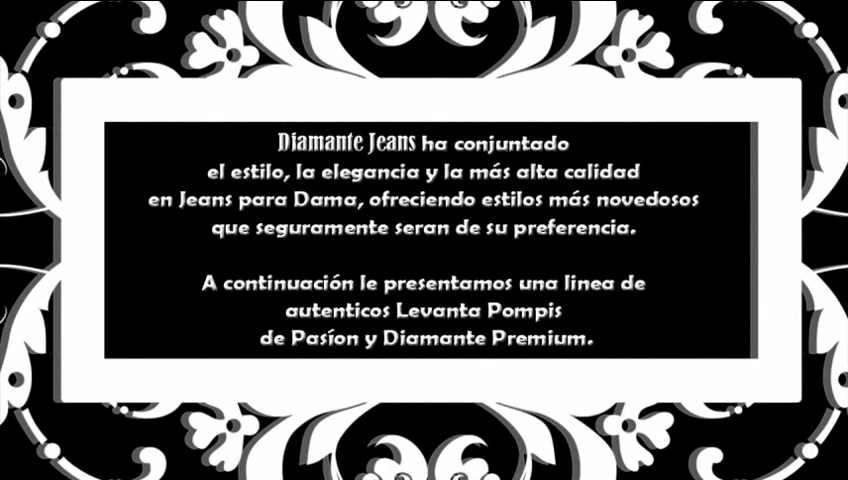 Diamante Jeans ha conjuntado
el estilo, la elegancia y la más alta calidad
en Jeans para Dama, ofreciendo estilos más novedosos
que seguramente seran de su preferencia.
A continuación le presentamos una linea de
autenticos Levanta Pompis
de Pasíon y Diamante Premium.